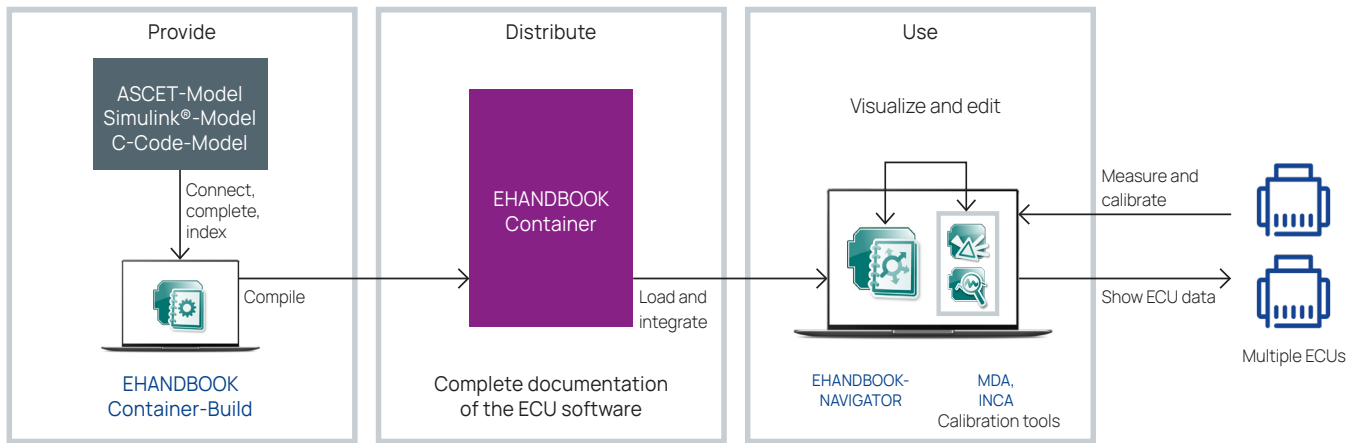 Provide
ASCET-Model
Simulink®-Model
C-Code-Model
Connect,
complete,
index
Compile
EHANDBOOK
Container-Build
Distribute
EHANDBOOK
Container
Load and
integrate
Complete documentation
of the ECU software
Use
Visualize and edit
EHANDBOOK-
NAVIGATOR
MDA,
INCA
Calibration tools
Measure and
calibrate
Show ECU data
Multiple ECUs